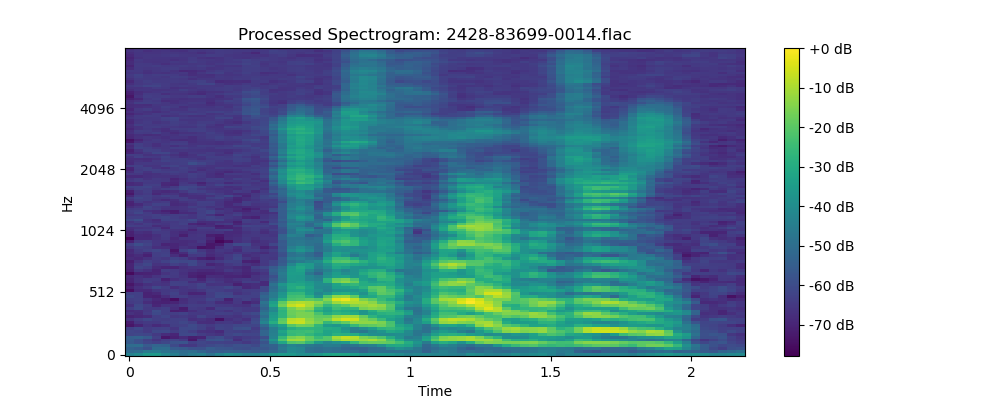 Processed Spectrogram: 2428-83699-0014.flac
+0 dB
4096
-10 dB
-20 dB
2048
-30 dB
Hz
1024
-40 dB
-50 dB
512
-60 dB
-70 dB
0
0 0.5 1 1.5 2
Time